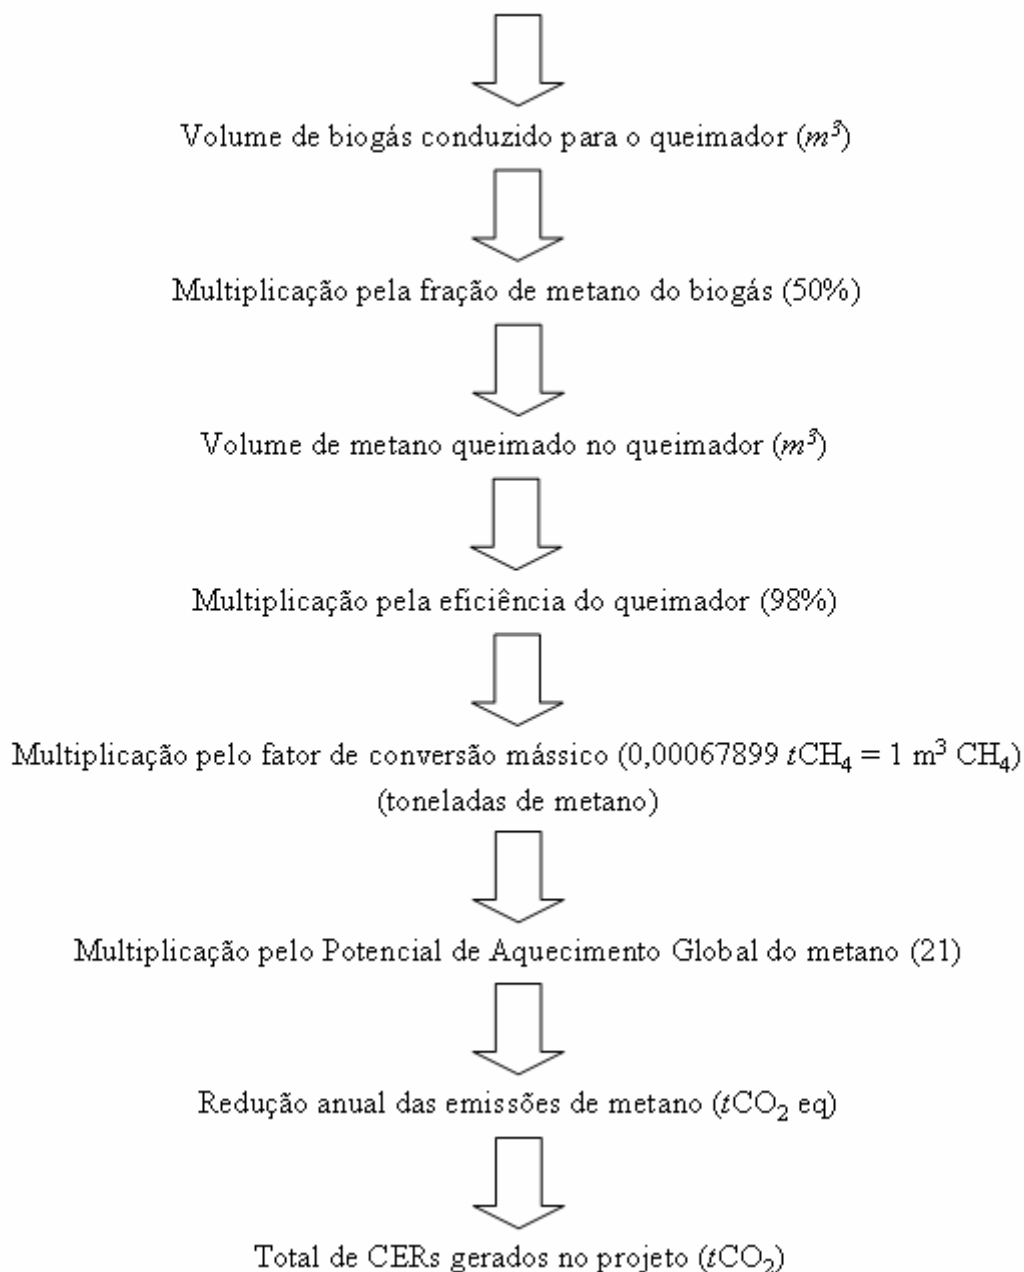 Volume de biogás conduzido para o queimador (m³)
Multiplicação pela fração de metano do biogás (50%)
Volume de metano queimado no queimador (m³)
Multiplicação pela eficiência do queimador (98%)
Multiplicação pelo fator de conversão mássico (0,00067899 tCH₄ = 1 m³ CH₄)
(toneladas de metano)
Multiplicação pelo Potencial de Aquecimento Global do metano (21)
Redução anual das emissões de metano (tCO₂ eq)
Total de CERs gerados no projeto (tCO₂)